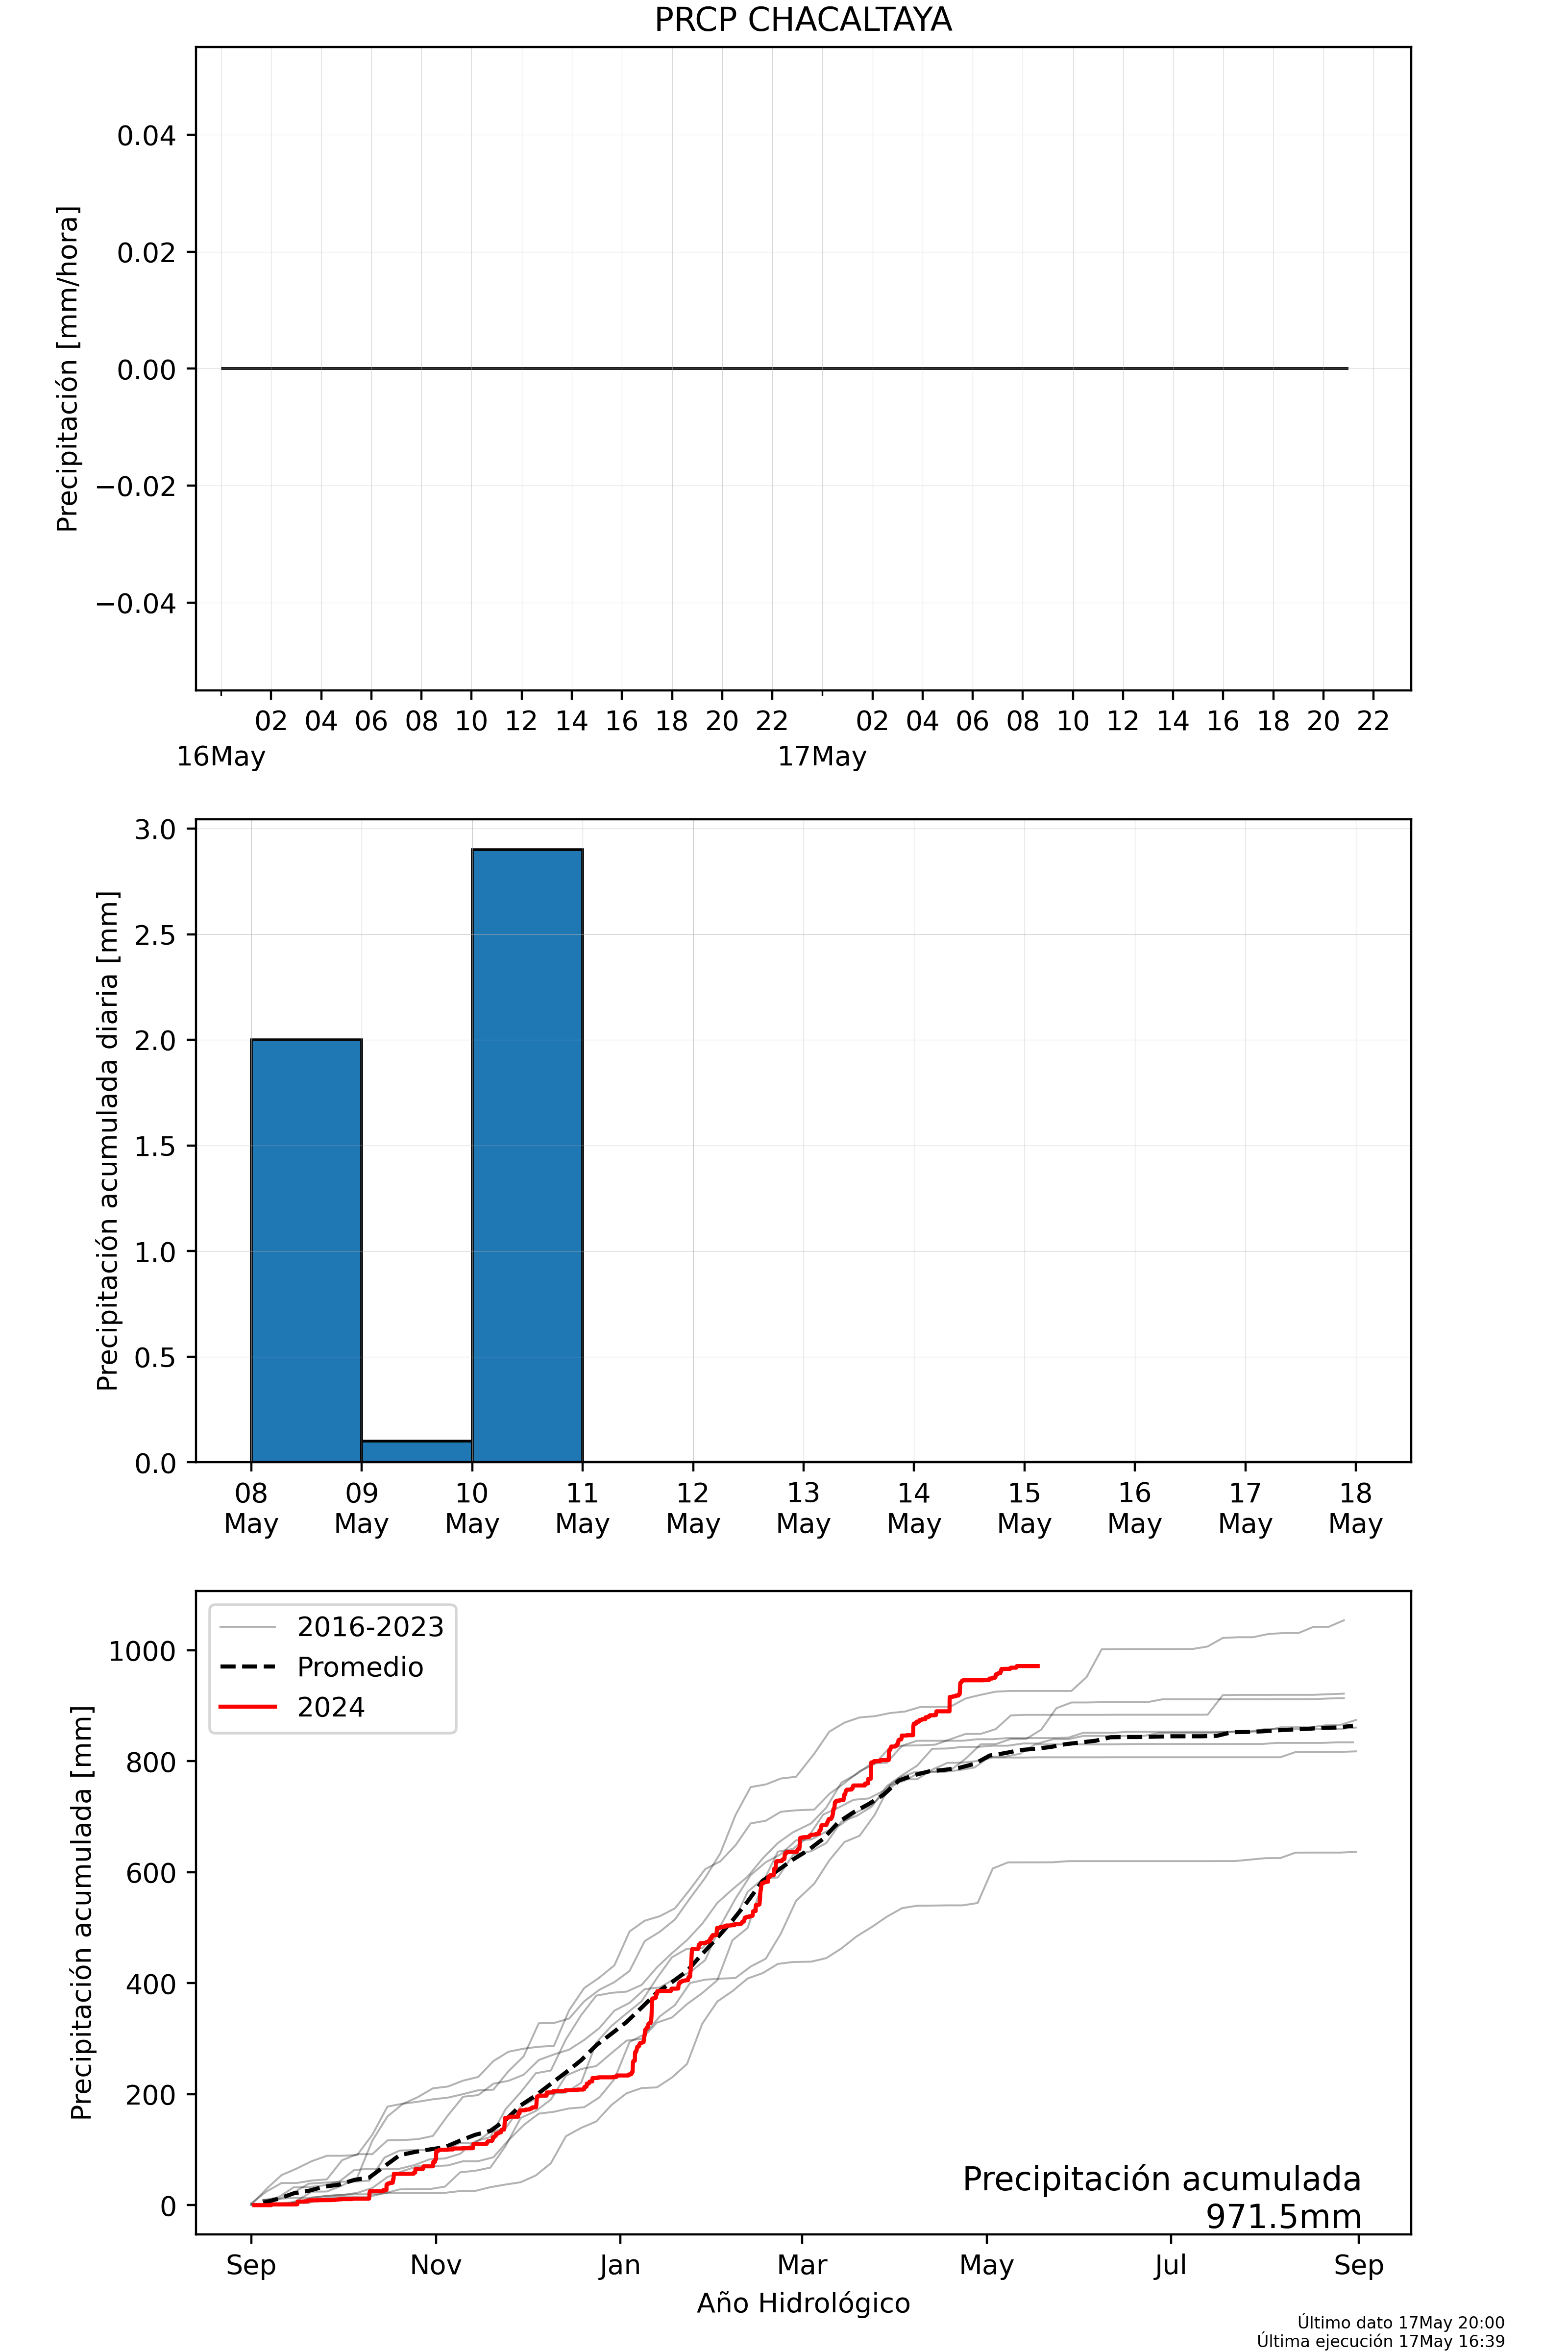 PRCP CHACALTAYA
Precipitación [mm/hora]
0.04
0.02
0.00
−0.02
−0.04
02 04 06 08 10 12 14 16 18 20 22 02 04 06 08 10 12 14 16 18 20 22
16May 17May
Precipitación acumulada diaria [mm]
3.0
2.5
2.0
1.5
1.0
0.5
0.0
08 09 10 11 12 13 14 15 16 17 18
May May May May May May May May May May May
Precipitación acumulada [mm]
1000
800
600
400
200
0
2016-2023
Promedio
2024
Precipitación acumulada
971.5mm
Sep Nov Jan Mar May Jul Sep
Año Hidrológico
Último dato 17May 20:00
Última ejecución 17May 16:39